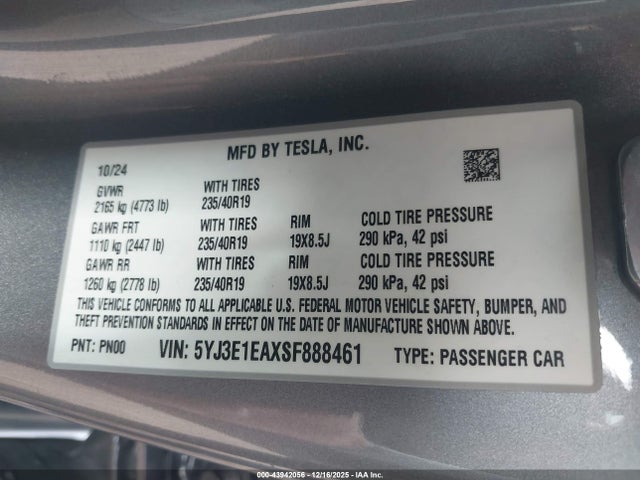 MFD BY TESLA, INC.
10/24
GVWR WITH TIRES
2165 kg (4773 lb) 235/40R19
GAWR FRT WITH TIRES RIM COLD TIRE PRESSURE
1110 kg (2447 lb) 235/40R19 19X8.5J 290 kPa, 42 psi
GAWR RR WITH TIRES RIM COLD TIRE PRESSURE
1260 kg (2778 lb) 235/40R19 19X8.5J 290 kPa, 42 psi
THIS VEHICLE CONFORMS TO ALL APPLICABLE U.S. FEDERAL MOTOR VEHICLE SAFETY, BUMPER, AND
THEFT PREVENTION STANDARDS IN EFFECT ON THE DATE OF MANUFACTURE SHOWN ABOVE.
PNT: PN00 VIN: 5YJ3E1EAXSF888461 TYPE: PASSENGER CAR
000-43942056 - 12/16/2025 - IAA Inc.